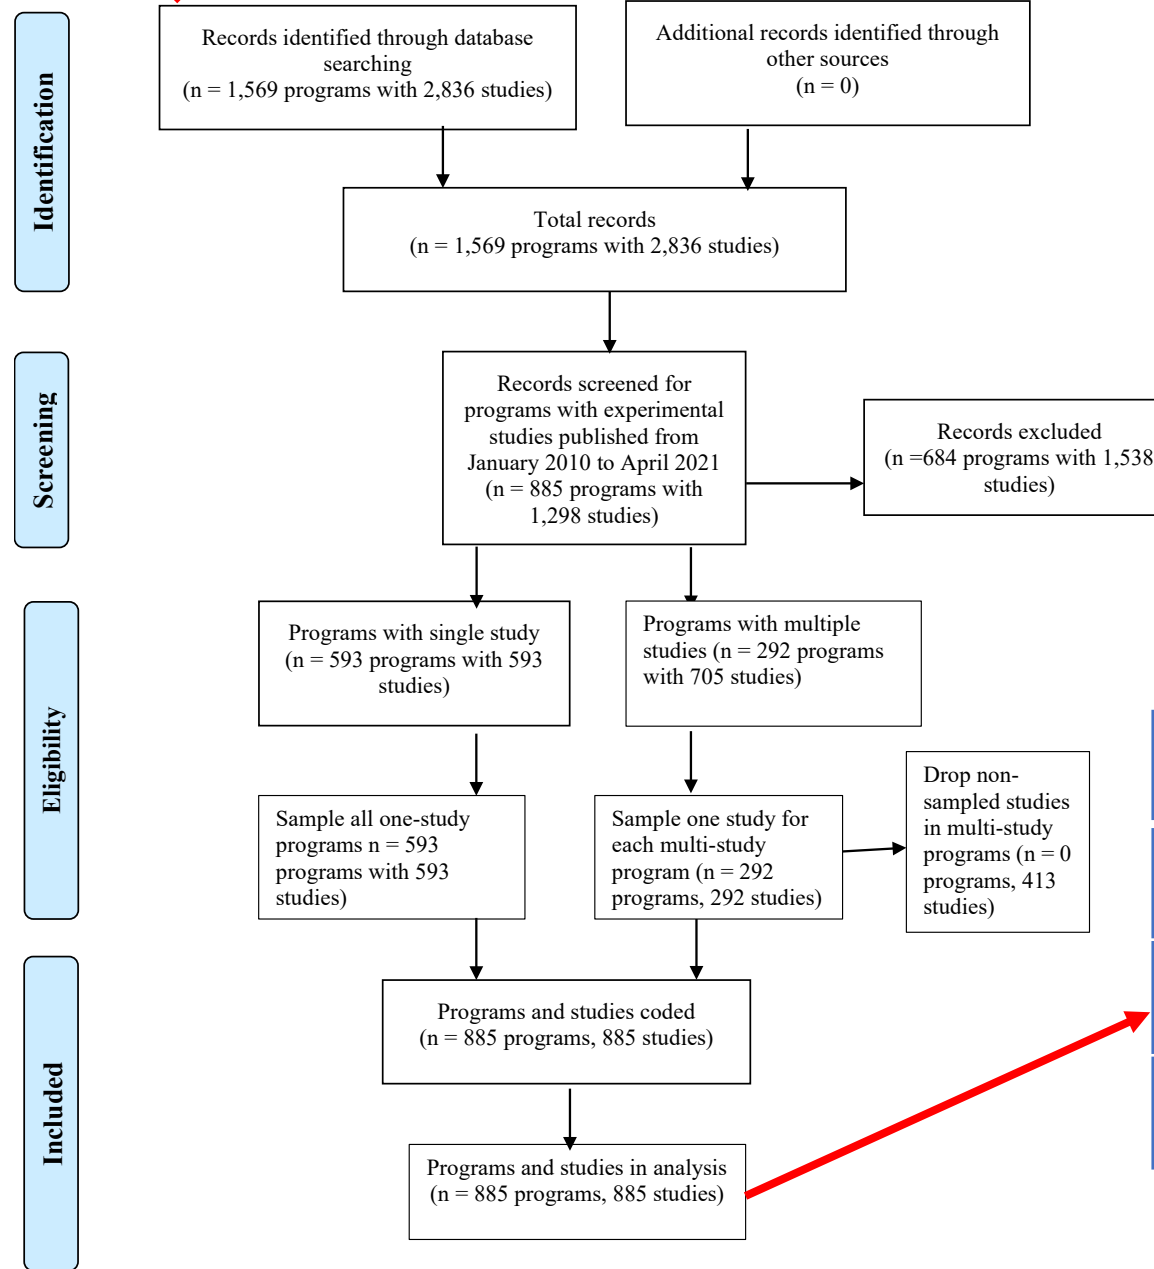 Identification
Records identified through database
searching
(n = 1,569 programs with 2,836 studies)
Additional records identified through
other sources
(n = 0)
Total records
(n = 1,569 programs with 2,836 studies)
Screening
Records screened for
programs with experimental
studies published from
January 2010 to April 2021
(n = 885 programs with
1,298 studies)
Records excluded
(n =684 programs with 1,538
studies)
Eligibility
Programs with single study
(n = 593 programs with 593
studies)
Programs with multiple
studies (n = 292 programs
with 705 studies)
Sample all one-study
programs n = 593
programs with 593
studies)
Sample one study for
each multi-study
program (n = 292
programs, 292 studies)
Drop non-
sampled studies
in multi-study
programs (n = 0
programs, 413
studies)
Included
Programs and studies coded
(n = 885 programs, 885 studies)
Programs and studies in analysis
(n = 885 programs, 885 studies)